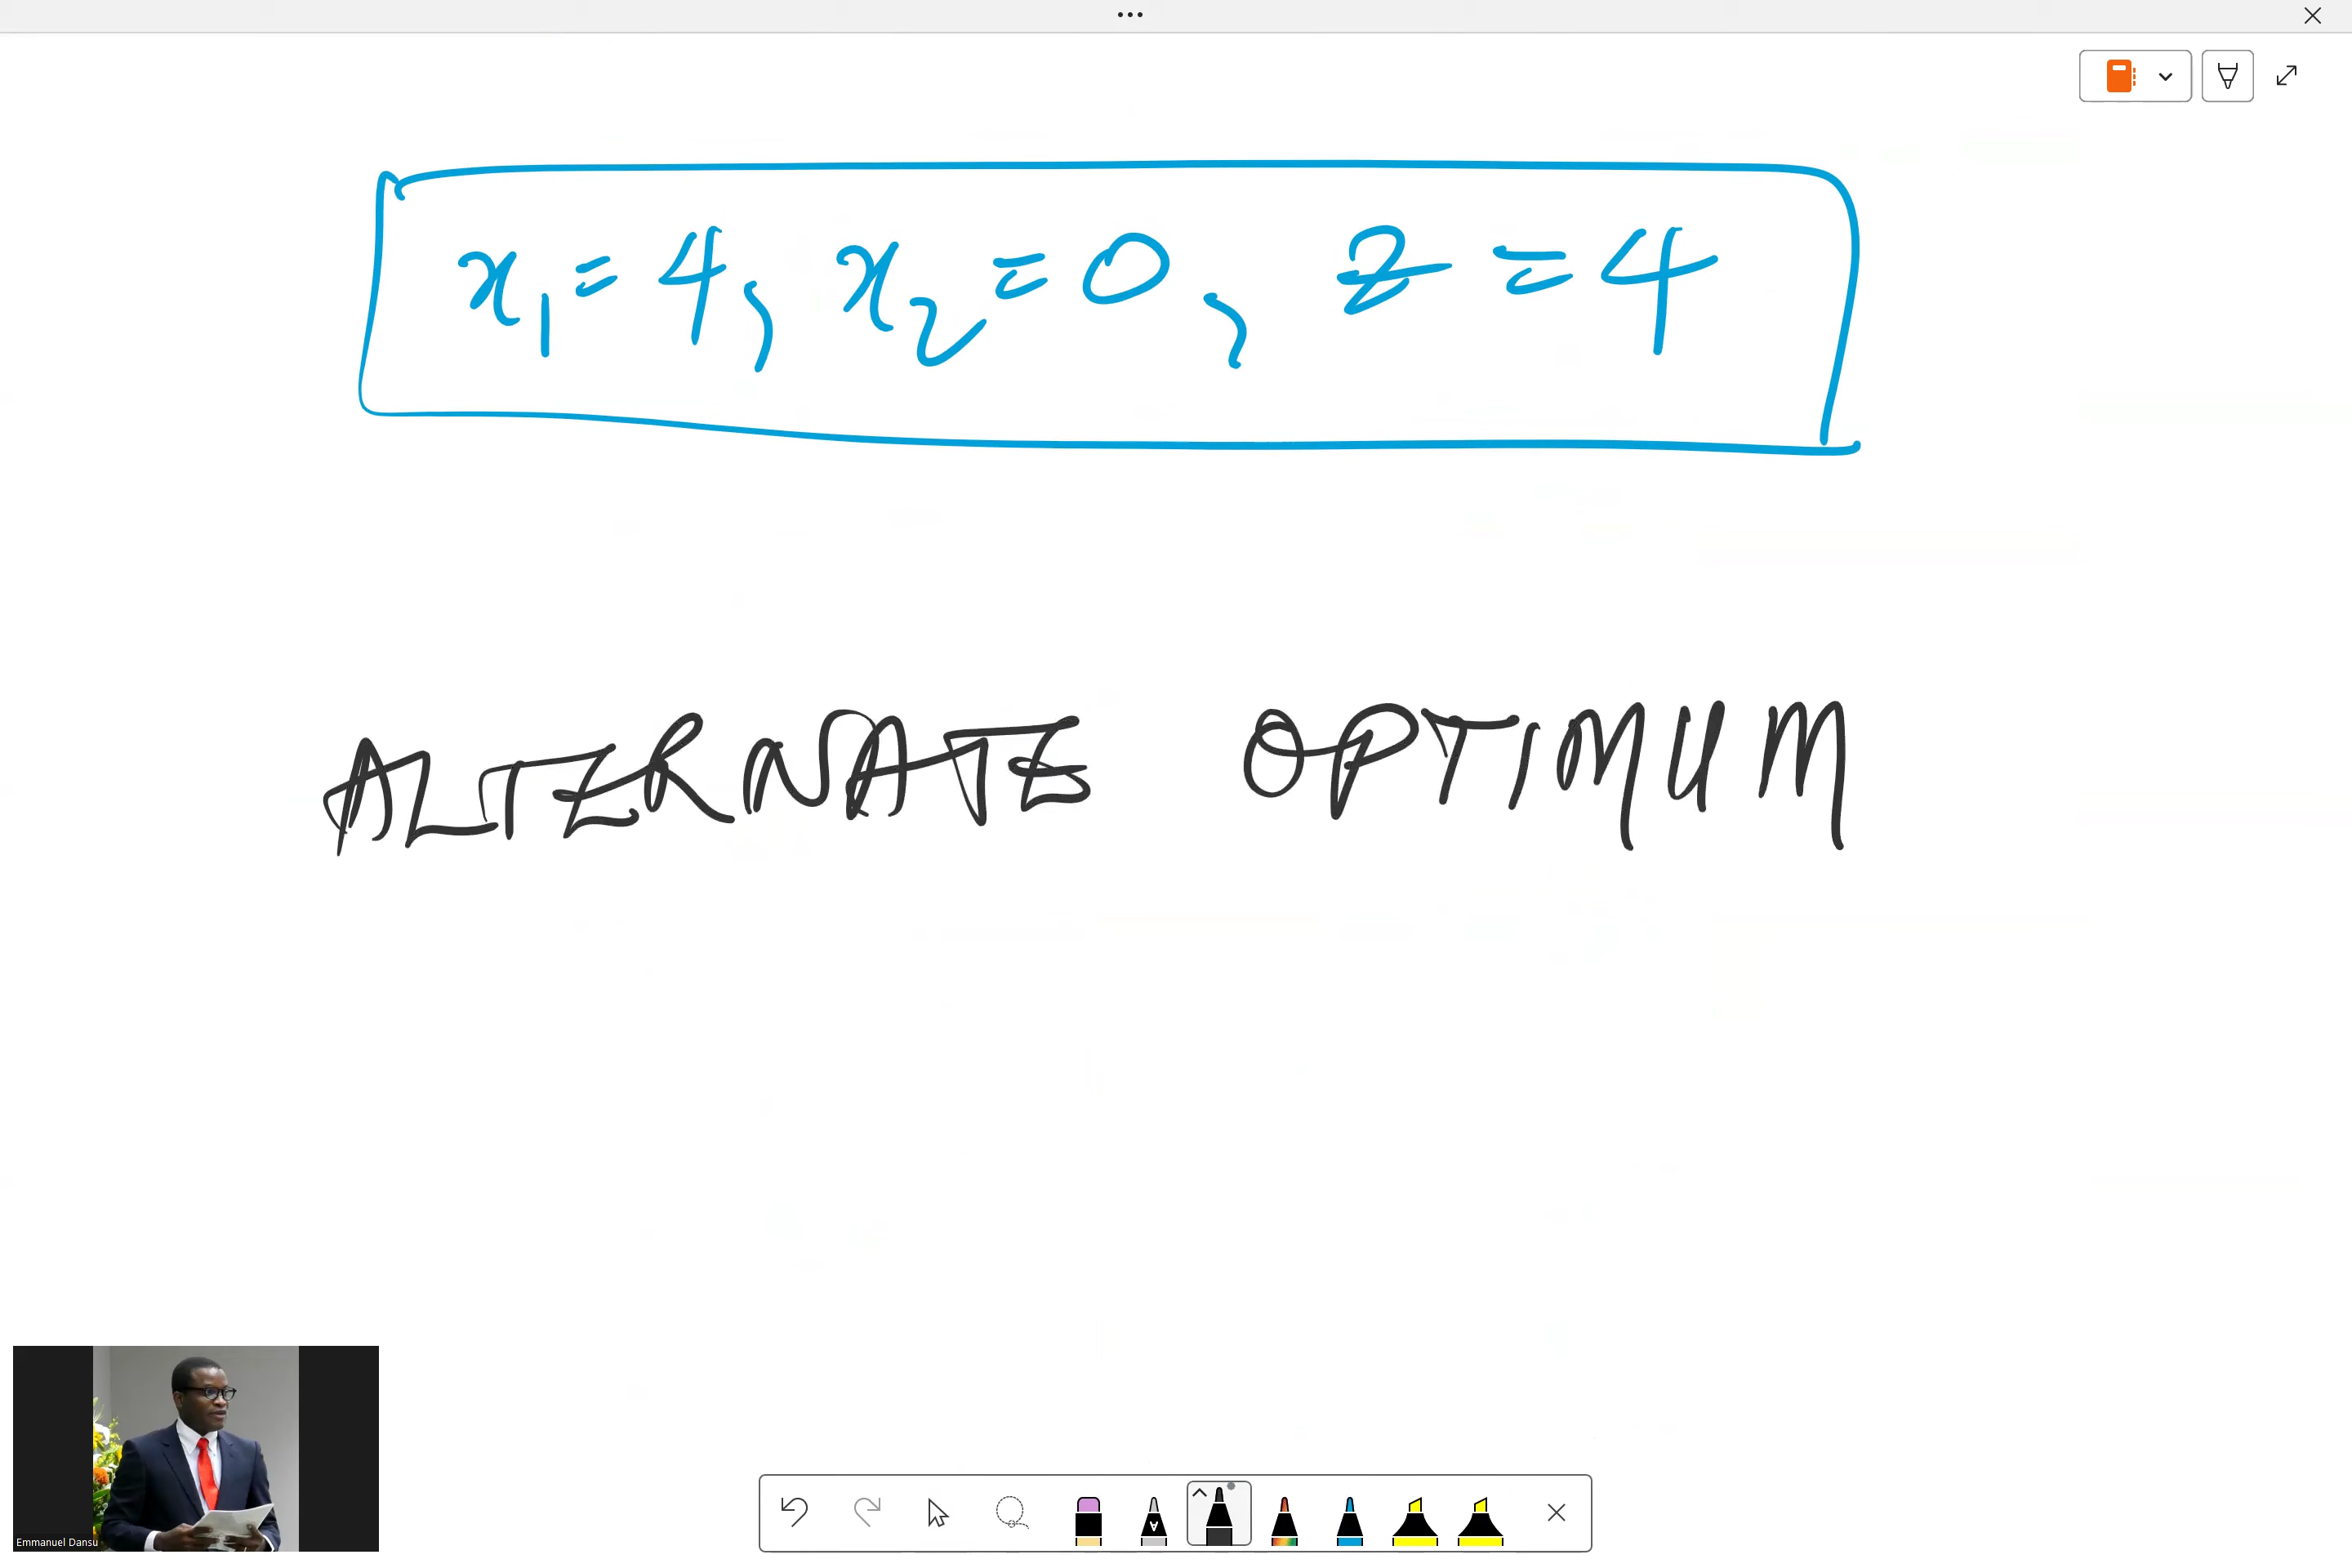 x₁ = 4, x₂ = 0, z = 4
ALTERNATE OPTIMUM
Emmanuel Dansu